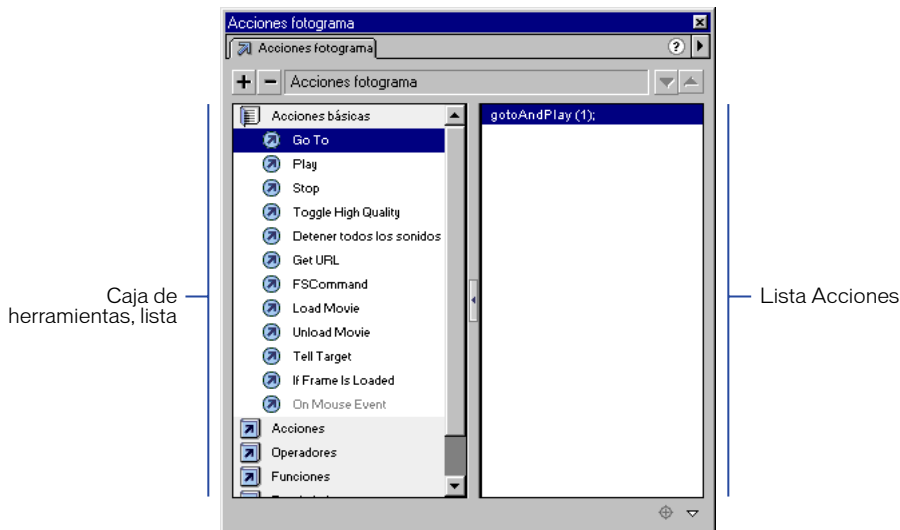 Acciones fotograma
Acciones fotograma
?
Acciones fotograma
Acciones básicas
Go To
Play
Stop
Toggle High Quality
Detener todos los sonidos
Get URL
FSCommand
Load Movie
Unload Movie
Tell Target
If Frame Is Loaded
On Mouse Event
Acciones
Operadores
Funciones
gotoAndPlay (1);
Caja de
herramientas, lista
Lista Acciones